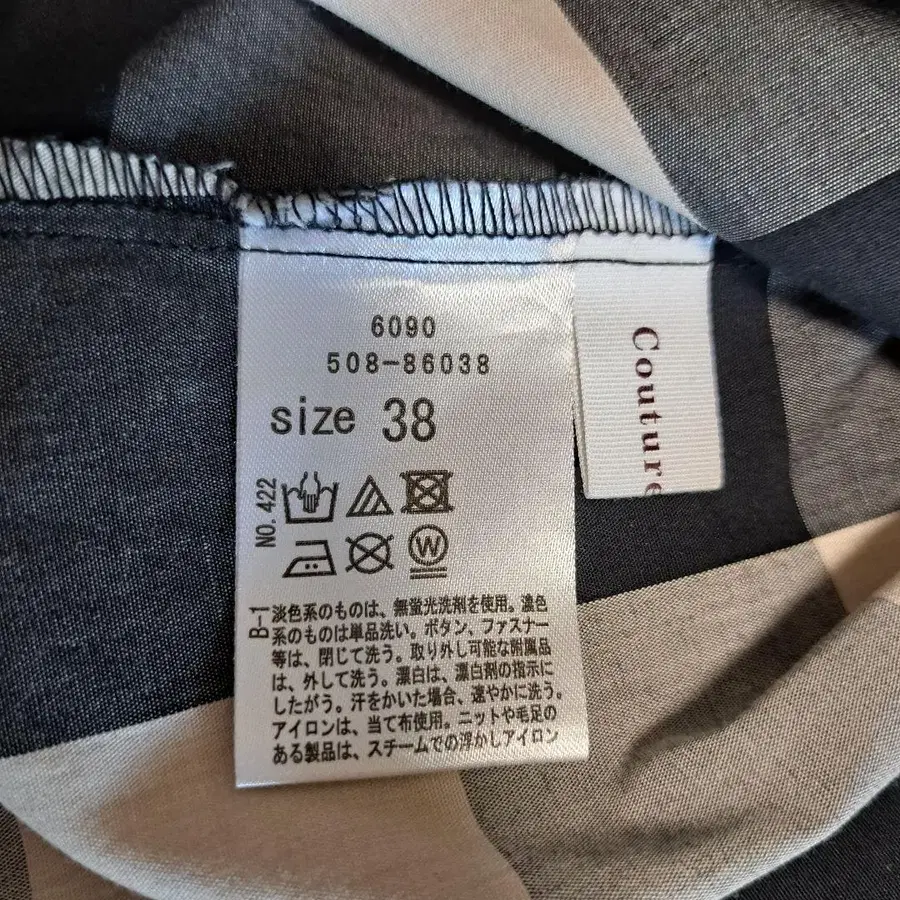 6090
508-86038
size 38
NO.422
W
B-1
淡色系のものは、無蛍光洗剤を使用。濃色
系のものは単品洗い。ボタン、ファスナー
等は、閉じて洗う。取り外し可能な附属品
は、外して洗う。漂白は、漂白剤の指示に
したがう。汗をかいた場合、速やかに洗う。
アイロンは、当て布使用。ニットや毛足の
ある製品は、スチームでの浮かしアイロン
Couture